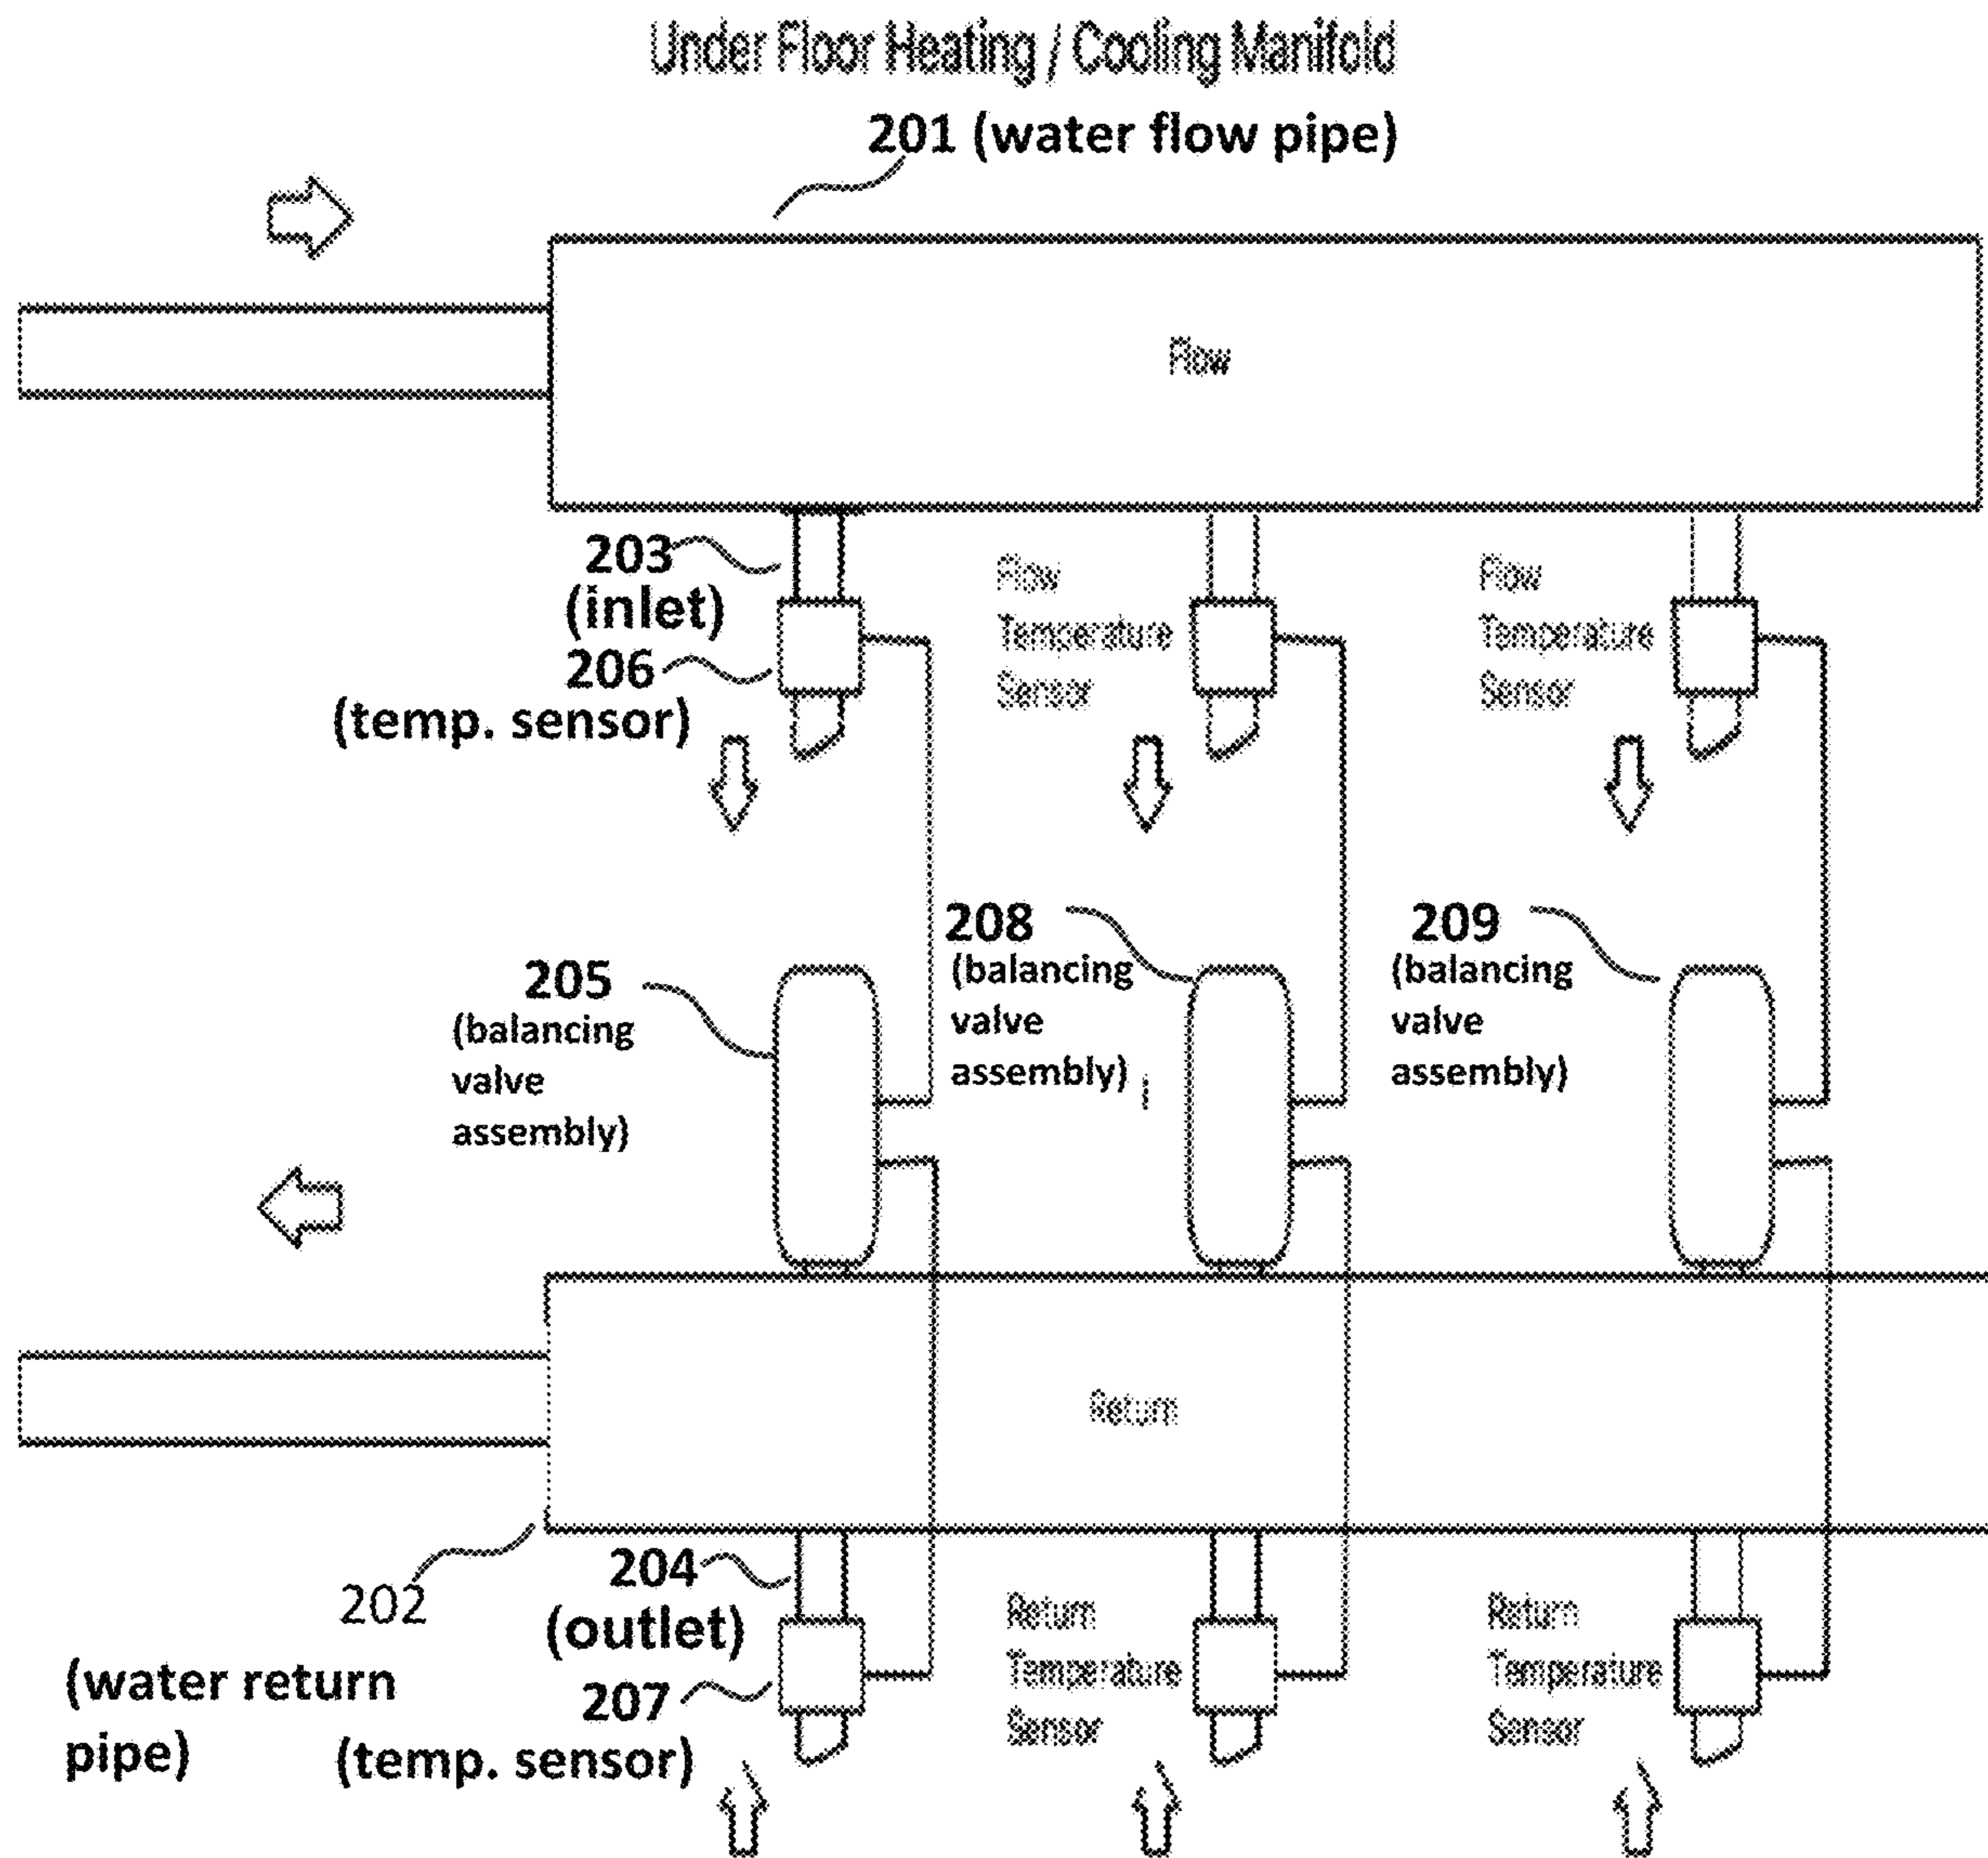 Under Floor Heating / Cooling Manifold
201 (water flow pipe)
Flow
203
(inlet)
206
(temp. sensor)
Flow
Temperature
Sensor
Flow
Temperature
Sensor
205
(balancing
valve
assembly)
208
(balancing
valve
assembly)
209
(balancing
valve
assembly)
Return
202
(water return
pipe)
204
(outlet)
207
(temp. sensor)
Return
Temperature
Sensor
Return
Temperature
Sensor